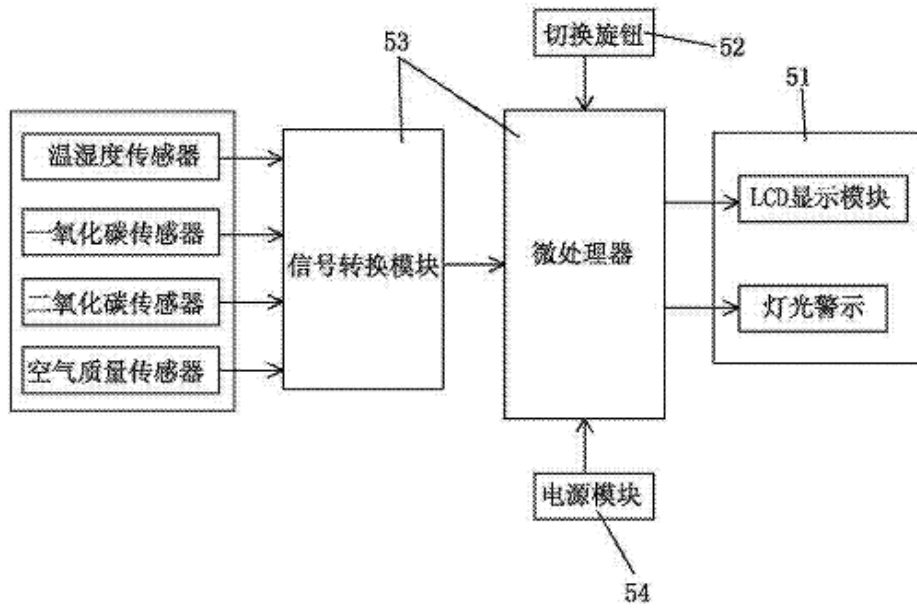 切换旋钮
52
53
51
温湿度传感器
一氧化碳传感器
二氧化碳传感器
空气质量传感器
信号转换模块
微处理器
LCD显示模块
灯光警示
电源模块
54